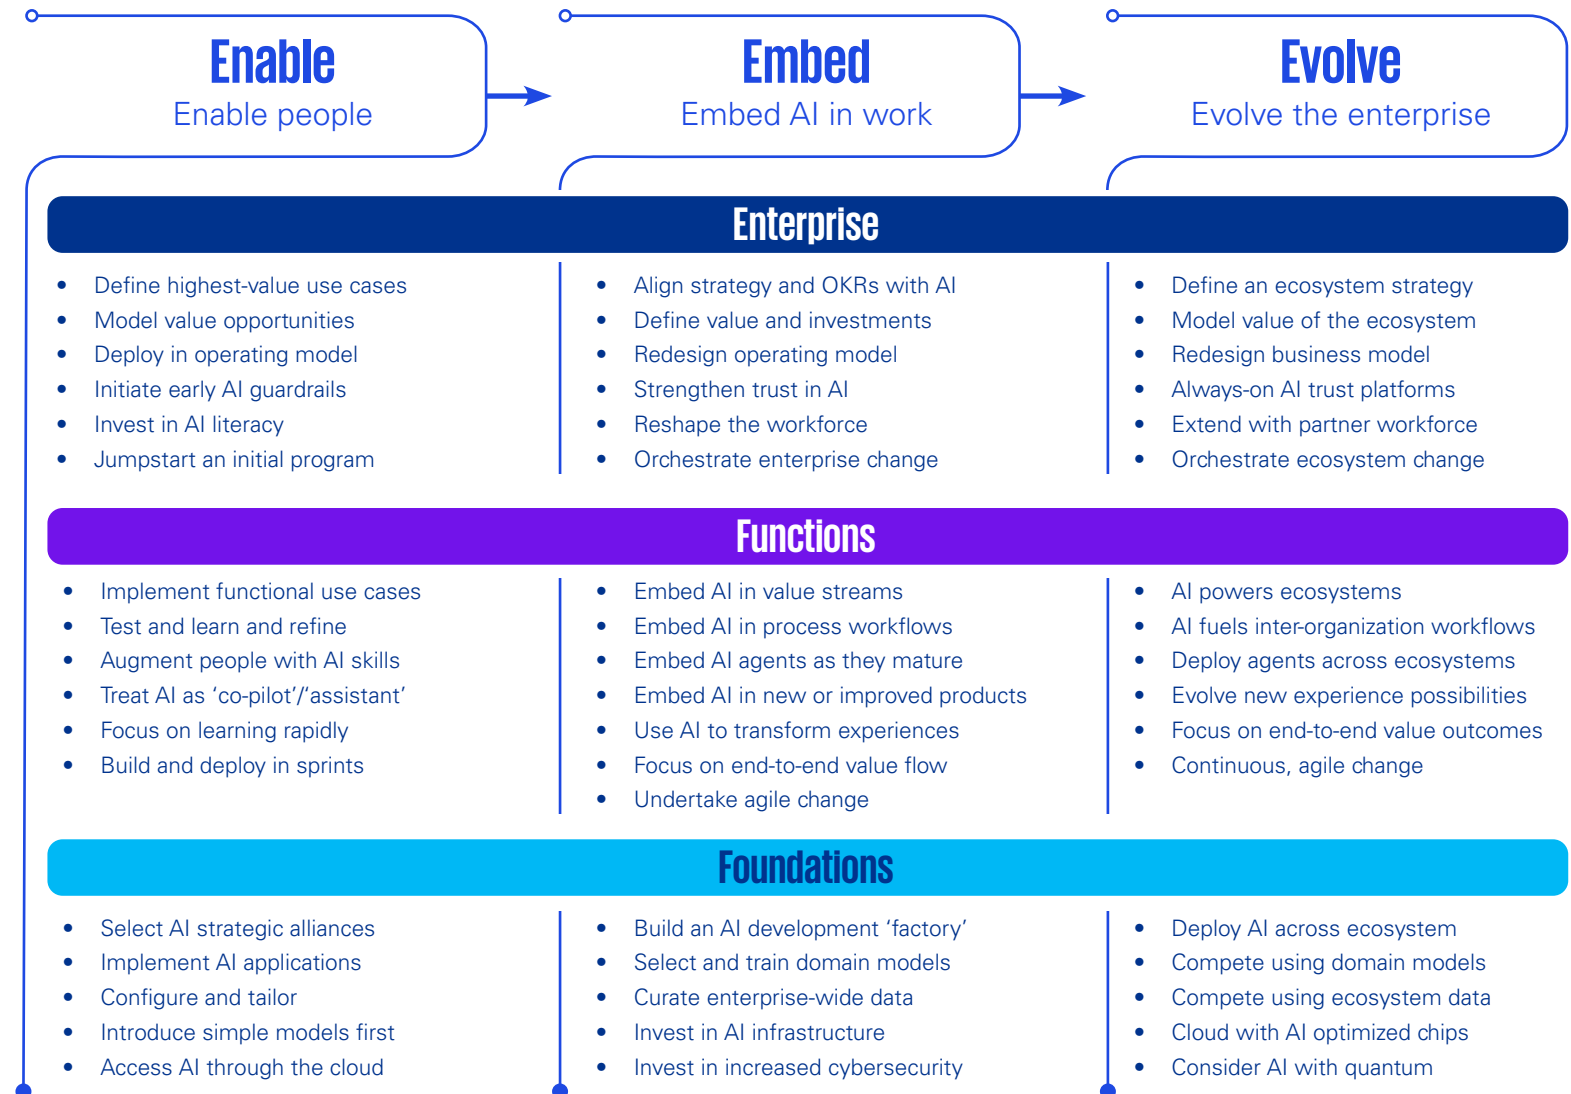 Enable
Enable people
Embed
Embed AI in work
Evolve
Evolve the enterprise
Enterprise
• Define highest-value use cases
• Model value opportunities
• Deploy in operating model
• Initiate early AI guardrails
• Invest in AI literacy
• Jumpstart an initial program
• Align strategy and OKRs with AI
• Define value and investments
• Redesign operating model
• Strengthen trust in AI
• Reshape the workforce
• Orchestrate enterprise change
• Define an ecosystem strategy
• Model value of the ecosystem
• Redesign business model
• Always-on AI trust platforms
• Extend with partner workforce
• Orchestrate ecosystem change
Functions
• Implement functional use cases
• Test and learn and refine
• Augment people with AI skills
• Treat AI as ‘co-pilot’/‘assistant’
• Focus on learning rapidly
• Build and deploy in sprints
• Embed AI in value streams
• Embed AI in process workflows
• Embed AI agents as they mature
• Embed AI in new or improved products
• Use AI to transform experiences
• Focus on end-to-end value flow
• Undertake agile change
• AI powers ecosystems
• AI fuels inter-organization workflows
• Deploy agents across ecosystems
• Evolve new experience possibilities
• Focus on end-to-end value outcomes
• Continuous, agile change
Foundations
• Select AI strategic alliances
• Implement AI applications
• Configure and tailor
• Introduce simple models first
• Access AI through the cloud
• Build an AI development ‘factory’
• Select and train domain models
• Curate enterprise-wide data
• Invest in AI infrastructure
• Invest in increased cybersecurity
• Deploy AI across ecosystem
• Compete using domain models
• Compete using ecosystem data
• Cloud with AI optimized chips
• Consider AI with quantum